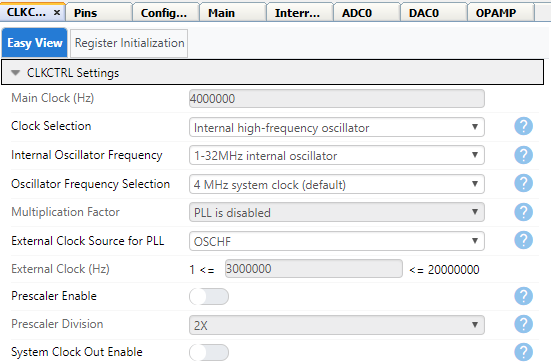 CLKC... × Pins Config... Main Interr... ADC0 DAC0 OPAMP
Easy View Register Initialization
CLKCTRL Settings
Main Clock (Hz) 4000000
Clock Selection Internal high-frequency oscillator ?
Internal Oscillator Frequency 1-32MHz internal oscillator ?
Oscillator Frequency Selection 4 MHz system clock (default) ?
Multiplication Factor PLL is disabled ?
External Clock Source for PLL OSCHF ?
External Clock (Hz) 1 <= 3000000 <= 20000000
Prescaler Enable ?
Prescaler Division 2X ?
System Clock Out Enable ?